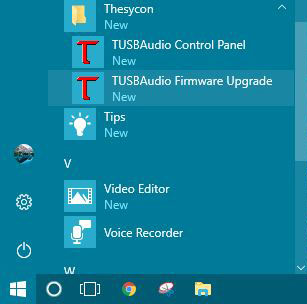 Thesycon
New
TUSBAudio Control Panel
New
TUSBAudio Firmware Upgrade
New
Tips
New
V
Video Editor
New
Voice Recorder
W